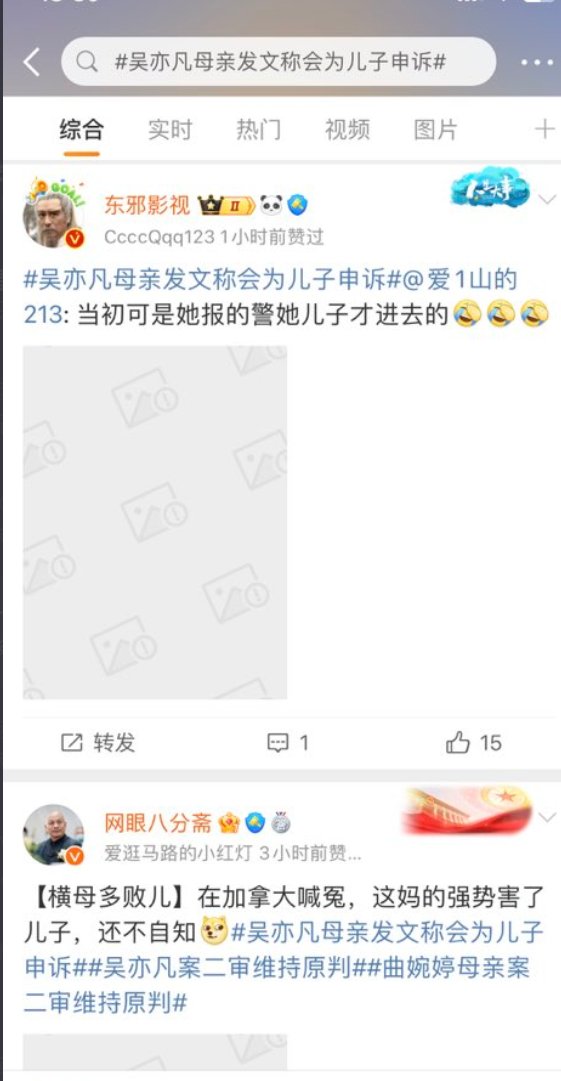 #吴亦凡母亲发文称会为儿子申诉#
综合 实时 热门 视频 图片
东邪影视
CcccQqq123 1小时前赞过
#吴亦凡母亲发文称会为儿子申诉#@爱1山的
213: 当初可是她报的警她儿子才进去的
转发 1 15
网眼八分斋
爱逛马路的小红灯 3小时前赞...
【横母多败儿】在加拿大喊冤，这妈的强势害了
儿子，还不自知#吴亦凡母亲发文称会为儿子
申诉##吴亦凡案二审维持原判##曲婉婷母亲案
二审维持原判#